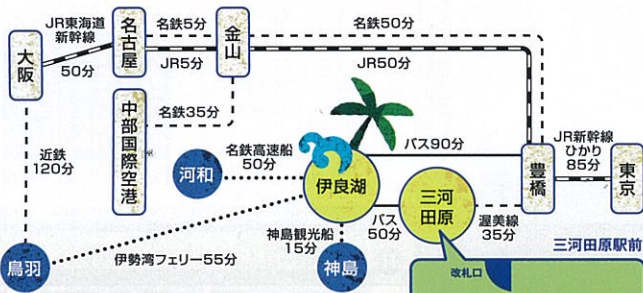 JR東海道
新幹線
50分
大阪
名古屋
名鉄5分
JR5分
金山
名鉄50分
JR50分
名鉄35分
中部国際空港
近鉄
120分
名鉄高速船
50分
河和
伊良湖
バス90分
豊橋
JR新幹線
ひかり
85分
東京
三河
田原
バス
50分
渥美線
35分
神島観光船
15分
神島
鳥羽
伊勢湾フェリー55分
三河田原駅前
改札口